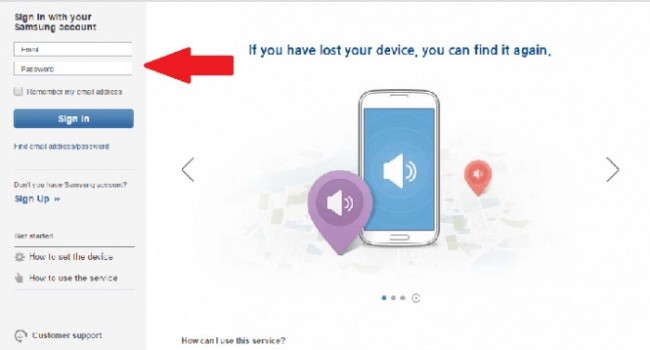 Sign in with your
Samsung account
Email
Password
Remember my email address
Sign in
Find email address/password
Don't you have Samsung account?
Sign Up »
Get started
How to set the device
How to use the service
Customer support
If you have lost your device, you can find it again.
How can I use this service?